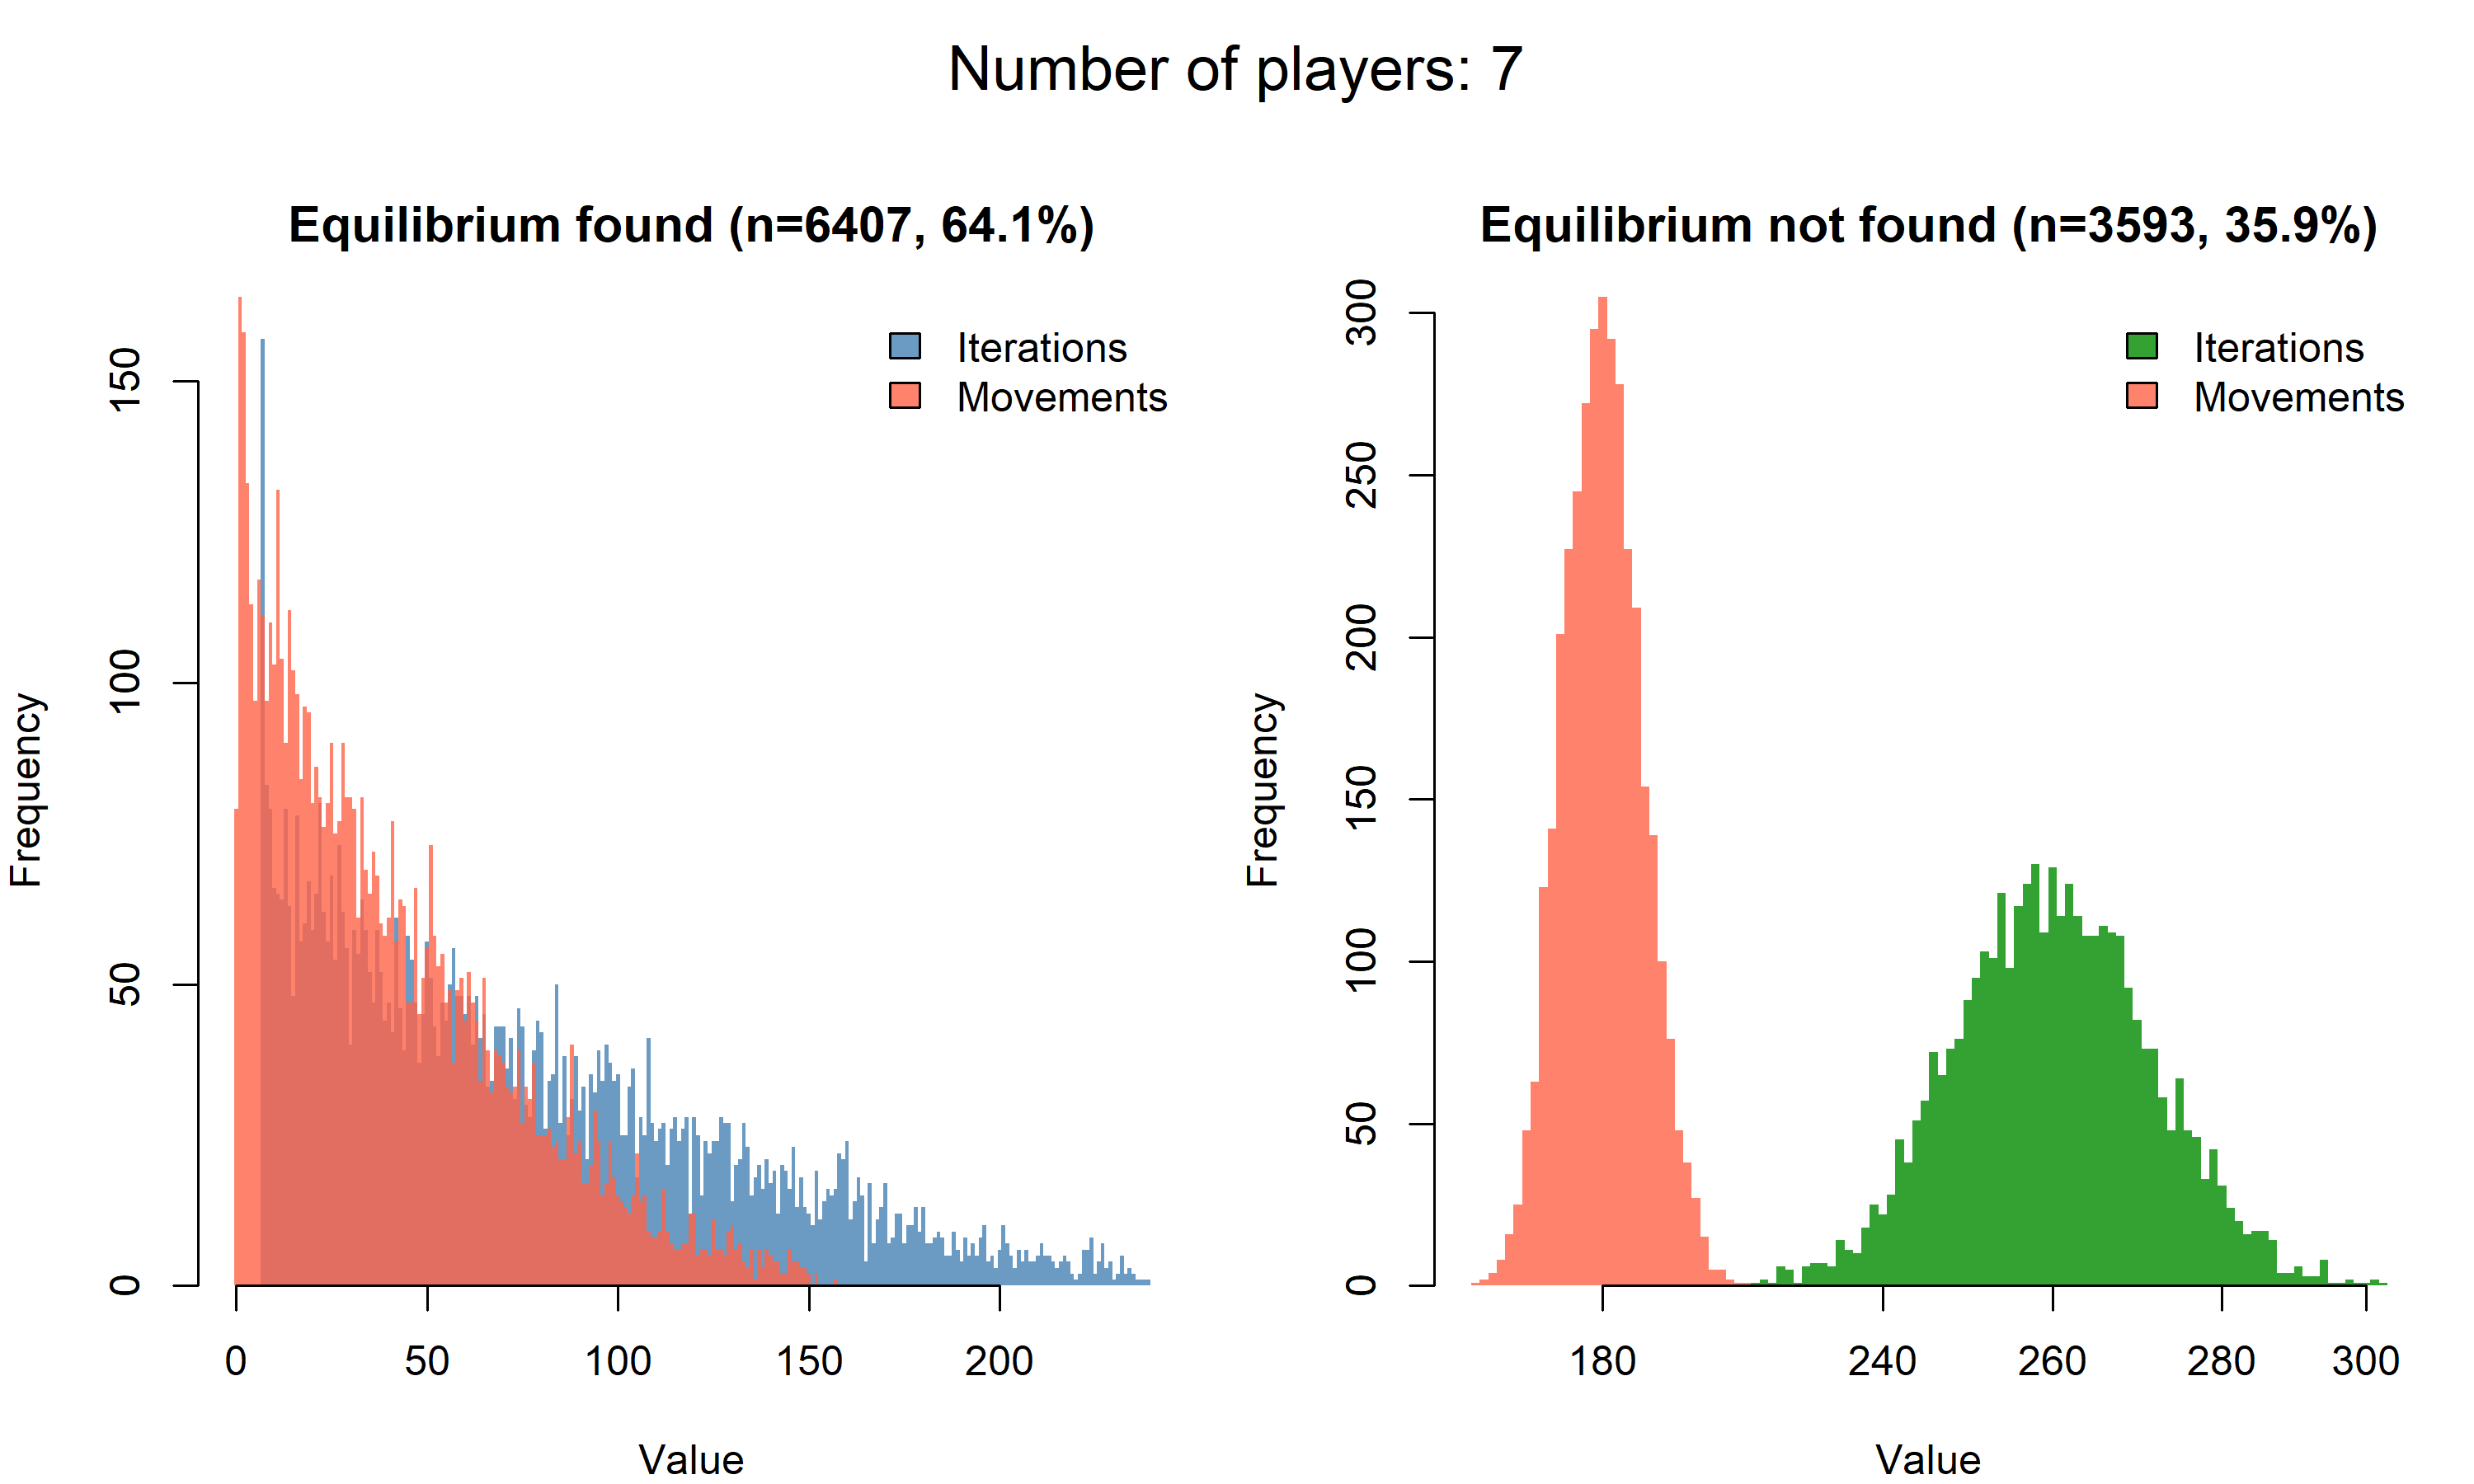 Number of players: 7
Equilibrium found (n=6407, 64.1%)
Iterations
Movements
Frequency
0
50
100
150
0
50
100
150
200
Value
Equilibrium not found (n=3593, 35.9%)
Iterations
Movements
Frequency
0
50
100
150
200
250
300
180
240
260
280
300
Value